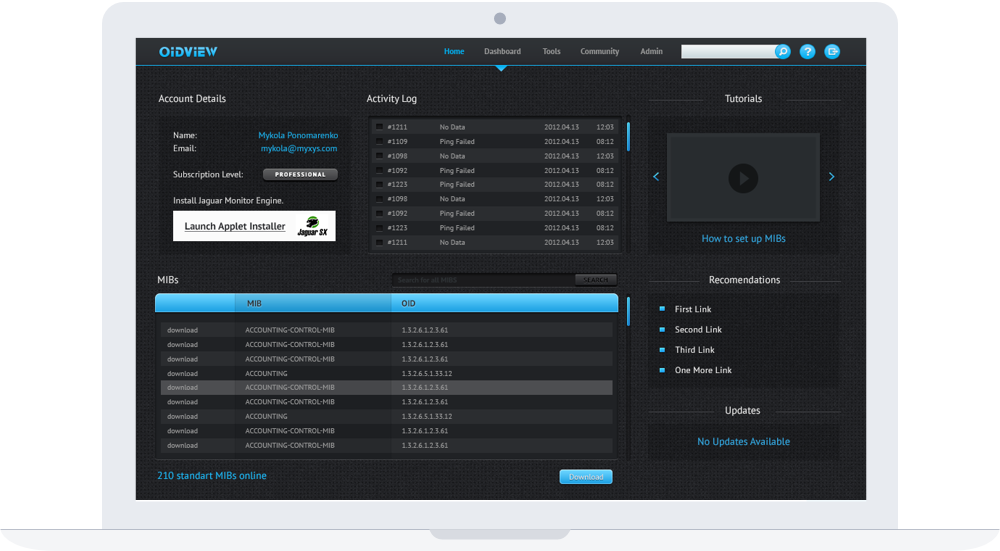 OiDViEW
Home Dashboard Tools Community Admin
?
Account Details
Name: Mykola Ponomarenko
Email: mykola@myxys.com
Subscription Level: PROFESSIONAL
Install Jaguar Monitor Engine.
Launch Applet Installer
Jaguar SX
Activity Log
#1211 No Data 2012.04.13 12:03
#1109 Ping Failed 2012.04.13 08:12
#1098 No Data 2012.04.13 12:03
#1092 Ping Failed 2012.04.13 08:12
#1223 Ping Failed 2012.04.13 08:12
#1098 No Data 2012.04.13 12:03
#1092 Ping Failed 2012.04.13 08:12
#1223 Ping Failed 2012.04.13 08:12
#1211 No Data 2012.04.13 12:03
Tutorials
How to set up MIBs
MIBs
Search for all MIBS SEARCH
MIB OID
download ACCOUNTING-CONTROL-MIB 1.3.2.6.1.2.3.61
download ACCOUNTING-CONTROL-MIB 1.3.2.6.1.2.3.61
download ACCOUNTING-CONTROL-MIB 1.3.2.6.1.2.3.61
download ACCOUNTING 1.3.2.6.5.1.33.12
download ACCOUNTING-CONTROL-MIB 1.3.2.6.1.2.3.61
download ACCOUNTING-CONTROL-MIB 1.3.2.6.1.2.3.61
download ACCOUNTING 1.3.2.6.5.1.33.12
download ACCOUNTING-CONTROL-MIB 1.3.2.6.1.2.3.61
download ACCOUNTING-CONTROL-MIB 1.3.2.6.1.2.3.61
210 standart MIBs online
Download
Recomendations
First Link
Second Link
Third Link
One More Link
Updates
No Updates Available